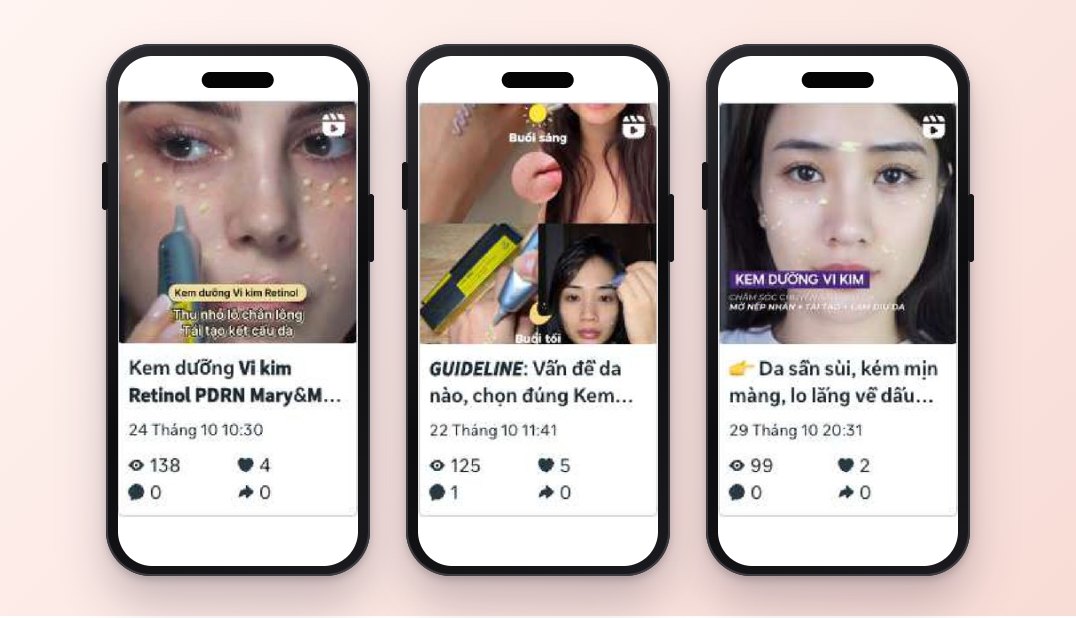 Kem dưỡng Vi kim Retinol
Thu nhỏ lỗ chân lông
Tái tạo kết cấu da
Kem dưỡng Vi kim
Retinol PDRN Mary&M...
24 Tháng 10 10:30
138
4
0
0
Buổi sáng
Buổi tối
GUIDELINE: Vấn đề da
nào, chọn đúng Kem...
22 Tháng 10 11:41
125
5
1
0
KEM DƯỠNG VI KIM
CHĂM SÓC
MỜ NẾP NHĂN + TÁI TẠO + LÀM DỊU DA
👉 Da sần sùi, kém mịn
màng, lo lắng về dấu...
29 Tháng 10 20:31
99
2
0
0